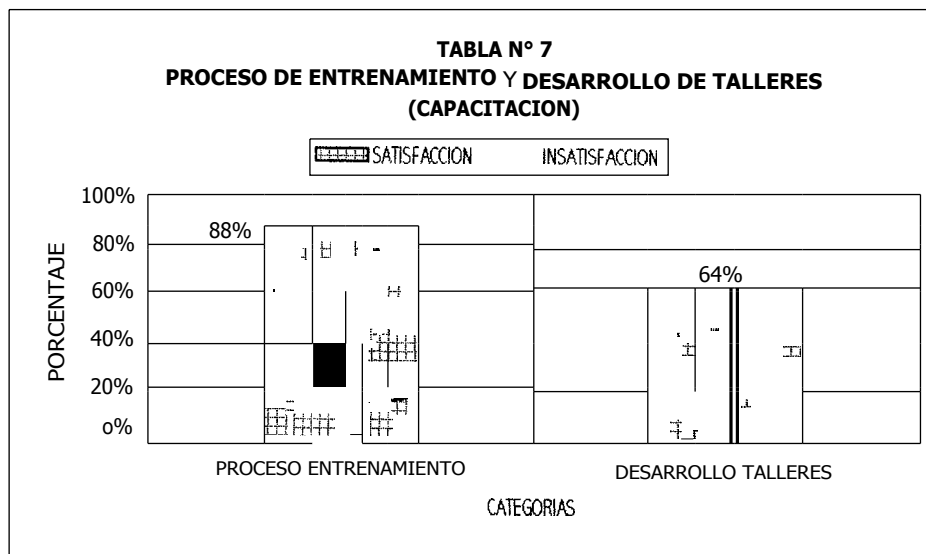 TABLA N° 7
PROCESO DE ENTRENAMIENTO Y DESARROLLO DE TALLERES
(CAPACITACION)
SATISFACCION INSATISFACCION
100%
88%
80%
64%
60%
40%
20%
0%
PORCENTAJE
PROCESO ENTRENAMIENTO DESARROLLO TALLERES
CATEGORIAS